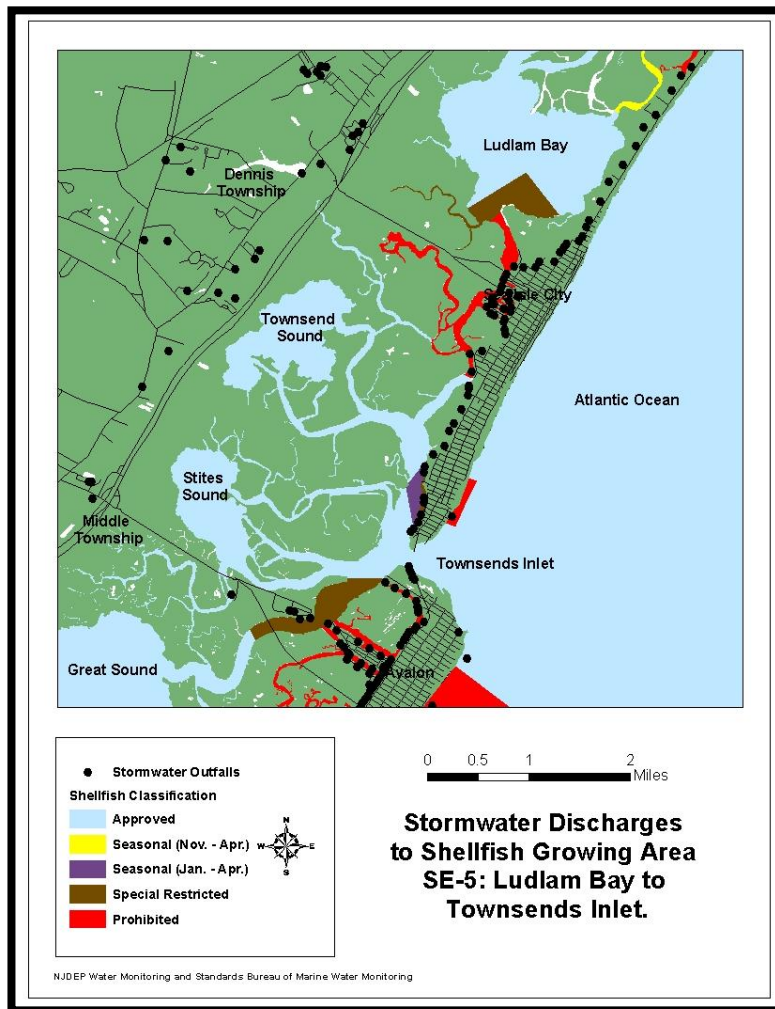 Ludlam Bay
Dennis
Township
Townsend
Sound
Atlantic Ocean
Stites
Sound
Middle
Township
Townsends Inlet
Great Sound
Avalon
City
Stormwater Outfalls
Shellfish Classification
Approved
Seasonal (Nov. - Apr.)
Seasonal (Jan. - Apr.)
Special Restricted
Prohibited
N
W
E
S
0 0.5 1 2
Miles
Stormwater Discharges
to Shellfish Growing Area
SE-5: Ludlam Bay to
Townsends Inlet.
NJDEP Water Monitoring and Standards Bureau of Marine Water Monitoring